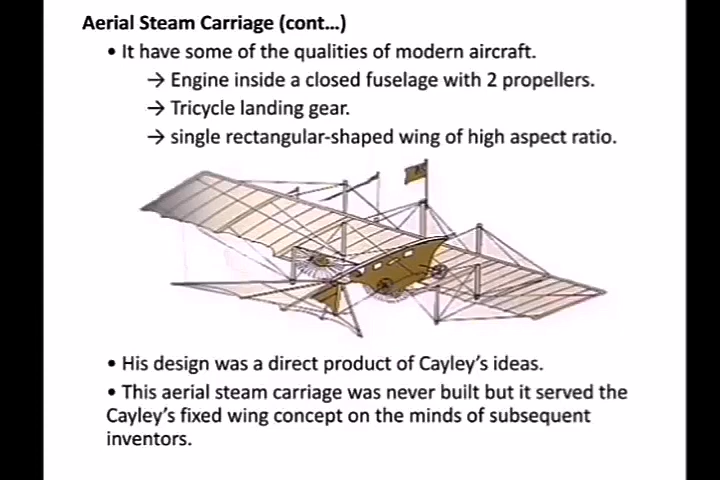 Aerial Steam Carriage (cont...)
• It have some of the qualities of modern aircraft.
→ Engine inside a closed fuselage with 2 propellers.
→ Tricycle landing gear.
→ single rectangular-shaped wing of high aspect ratio.
• His design was a direct product of Cayley's ideas.
• This aerial steam carriage was never built but it served the
Cayley's fixed wing concept on the minds of subsequent
inventors.